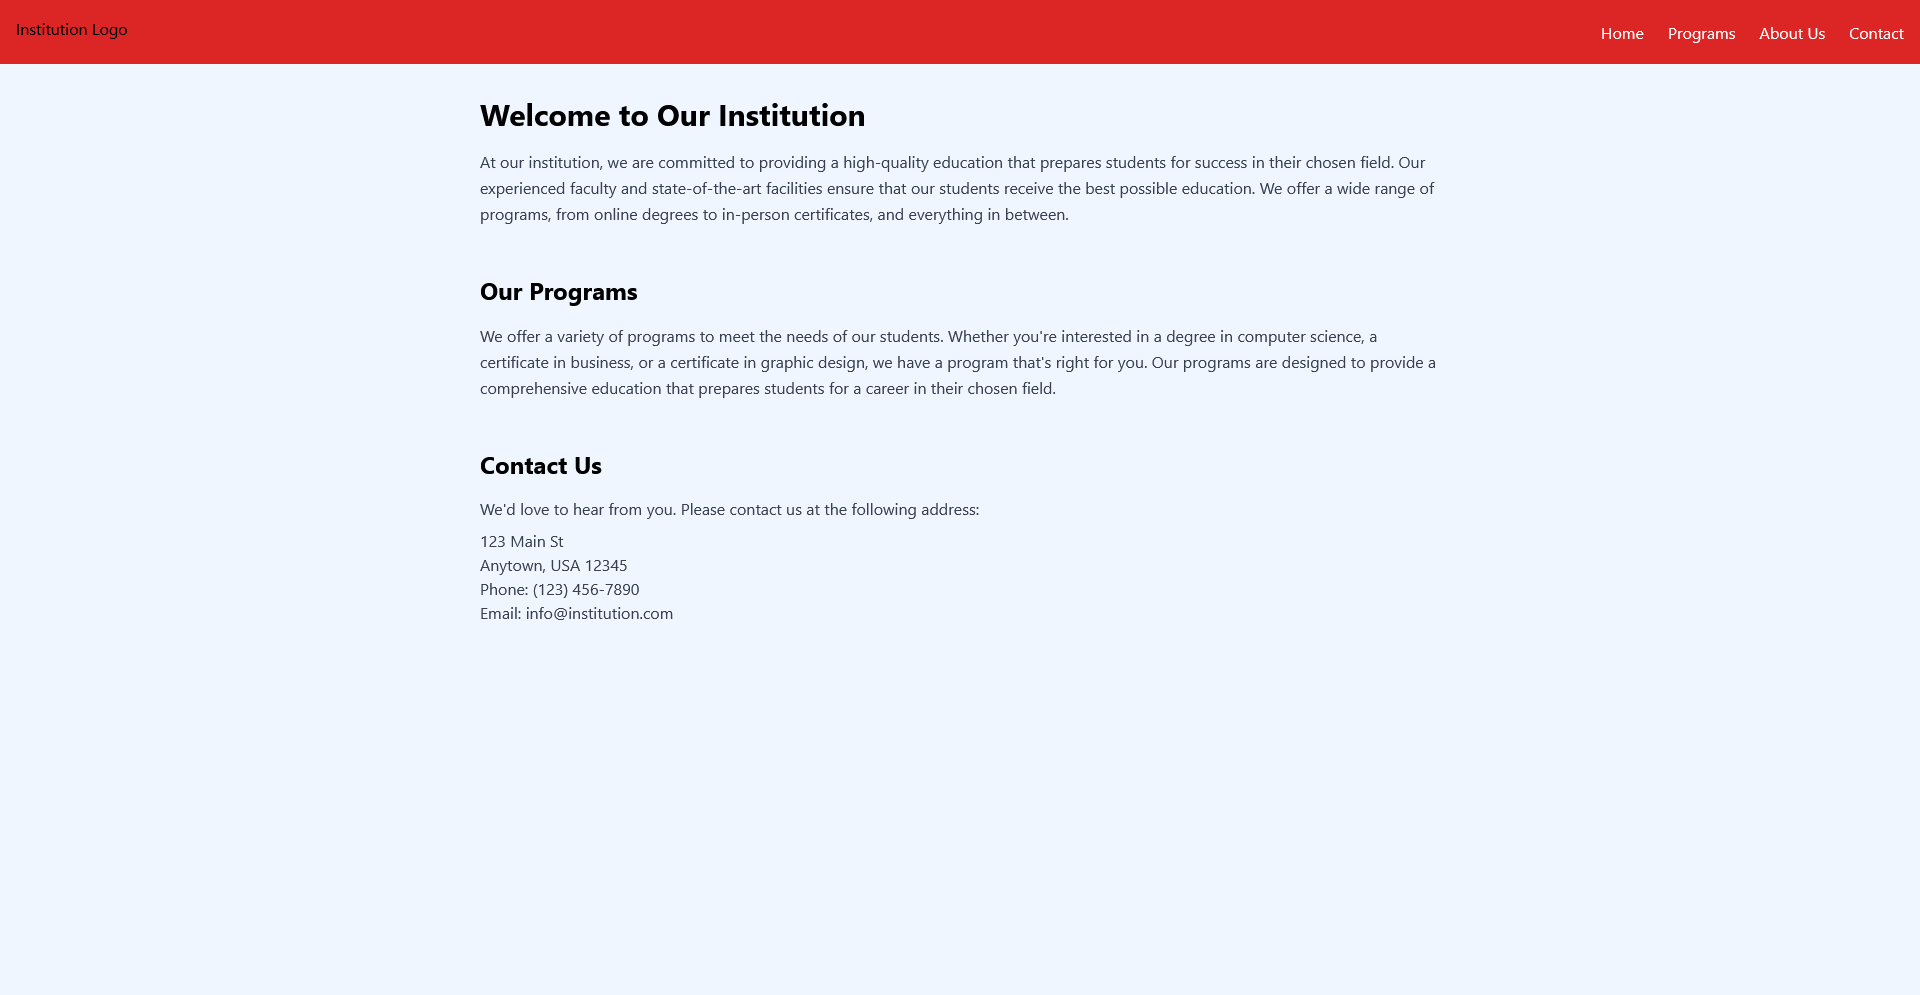 Institution Logo
Home Programs About Us Contact
Welcome to Our Institution
At our institution, we are committed to providing a high-quality education that prepares students for success in their chosen field. Our
experienced faculty and state-of-the-art facilities ensure that our students receive the best possible education. We offer a wide range of
programs, from online degrees to in-person certificates, and everything in between.
Our Programs
We offer a variety of programs to meet the needs of our students. Whether you're interested in a degree in computer science, a
certificate in business, or a certificate in graphic design, we have a program that's right for you. Our programs are designed to provide a
comprehensive education that prepares students for a career in their chosen field.
Contact Us
We'd love to hear from you. Please contact us at the following address:
123 Main St
Anytown, USA 12345
Phone: (123) 456-7890
Email: info@institution.com